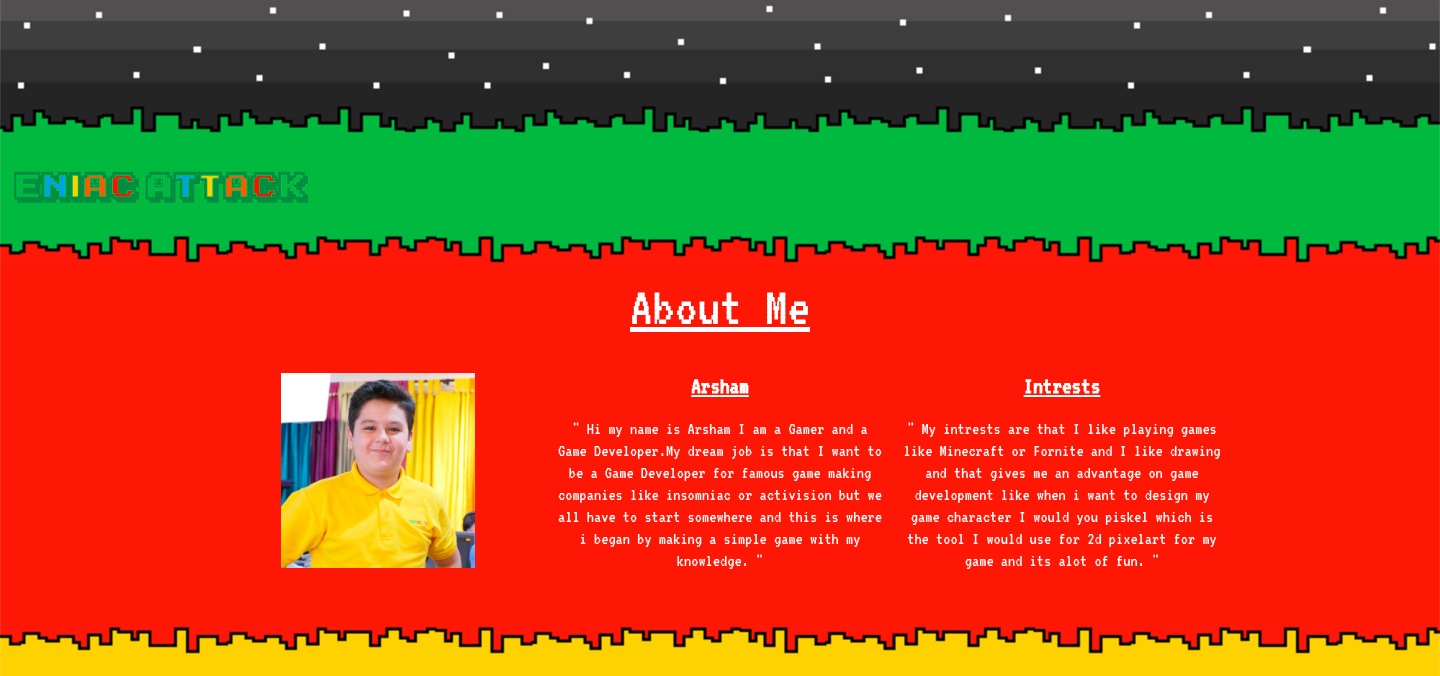 ENIAC ATTACK
About Me
Arsham
" Hi my name is Arsham I am a Gamer and a
Game Developer.My dream job is that I want to
be a Game Developer for famous game making
companies like insomniac or activision but we
all have to start somewhere and this is where
i began by making a simple game with my
knowledge. "
Intrests
" My intrests are that I like playing games
like Minecraft or Fornite and I like drawing
and that gives me an advantage on game
development like when i want to design my
game character I would you piskel which is
the tool I would use for 2d pixelart for my
game and its alot of fun. "